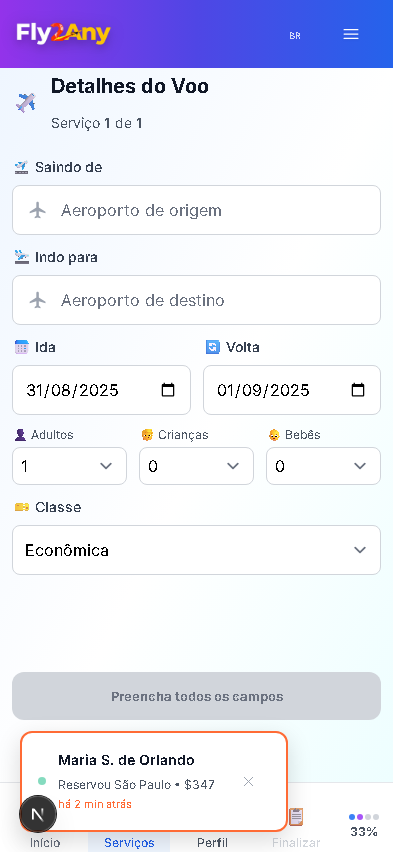 Fly2Any
BR
Detalhes do Voo
Serviço 1 de 1
Saindo de
Aeroporto de origem
Indo para
Aeroporto de destino
Ida
Volta
31/08/2025
01/09/2025
Adultos
Crianças
Bebês
1
0
0
Classe
Econômica
Preencha todos os campos
Maria S. de Orlando
Reservou São Paulo • $347
há 2 min atrás
N
33%
Início
Serviços
Perfil
Finalizar